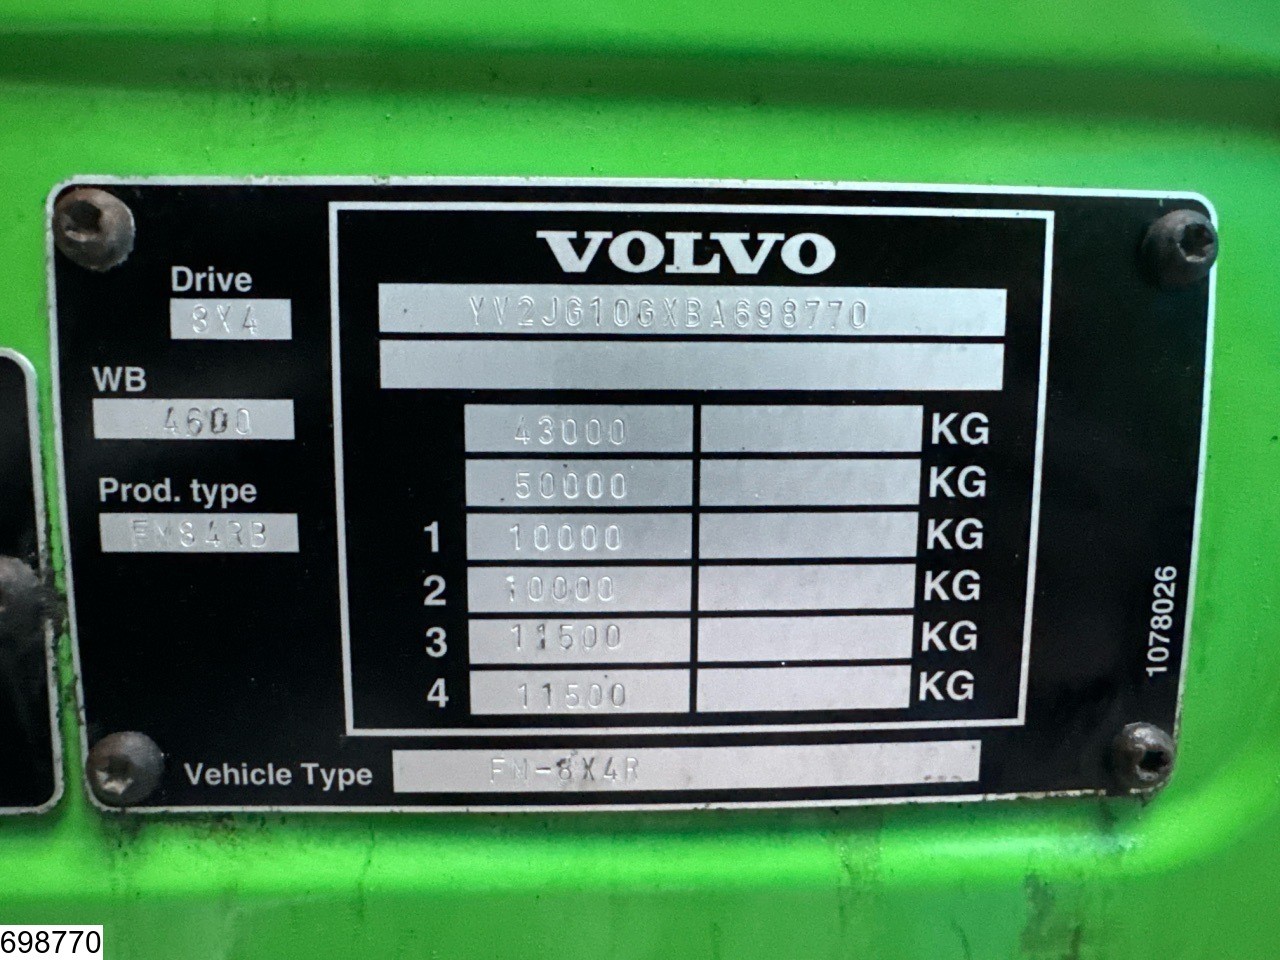 VOLVO
Drive
8X4
YV2JG10GXBA698770
WB
4600
43000 KG
50000 KG
Prod. type
FM84RB
1 10000 KG
2 10000 KG
3 11500 KG
4 11500 KG
1078026
Vehicle Type FM-8X4R
698770